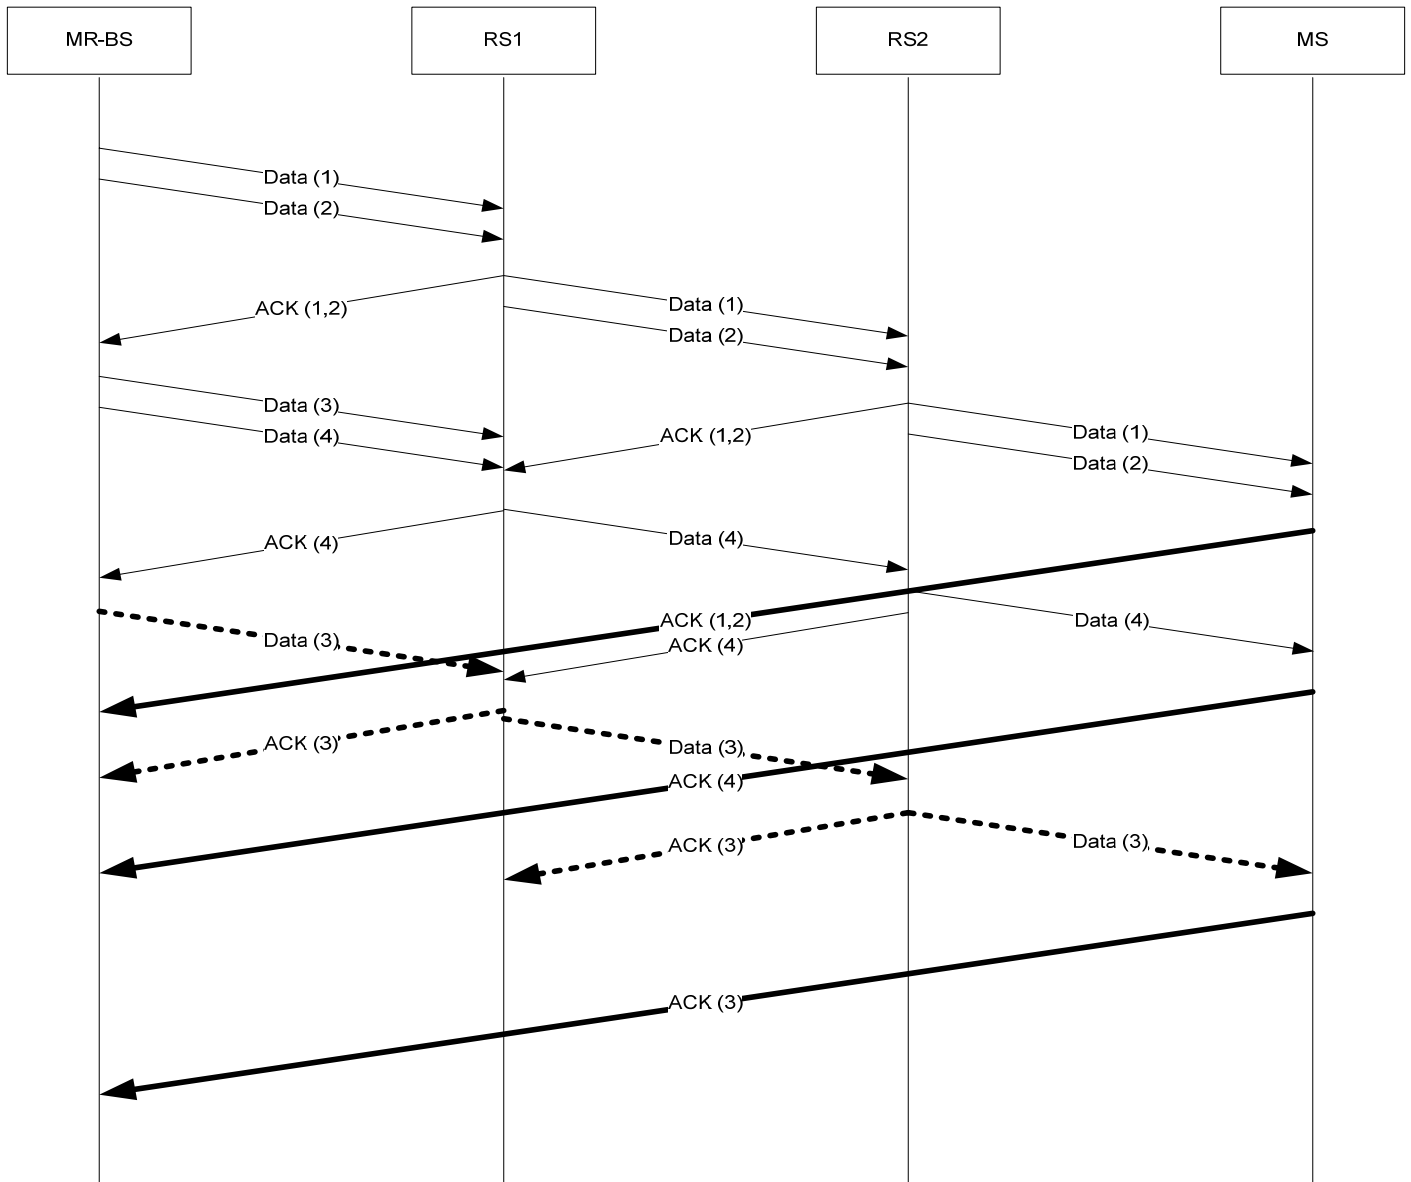 MR-BS
RS1
RS2
MS
Data (1)
Data (2)
ACK (1,2)
Data (1)
Data (2)
Data (3)
Data (4)
ACK (1,2)
Data (1)
Data (2)
ACK (4)
Data (4)
ACK (1,2)
Data (4)
Data (3)
ACK (4)
ACK (3)
Data (3)
ACK (4)
ACK (3)
Data (3)
ACK (3)